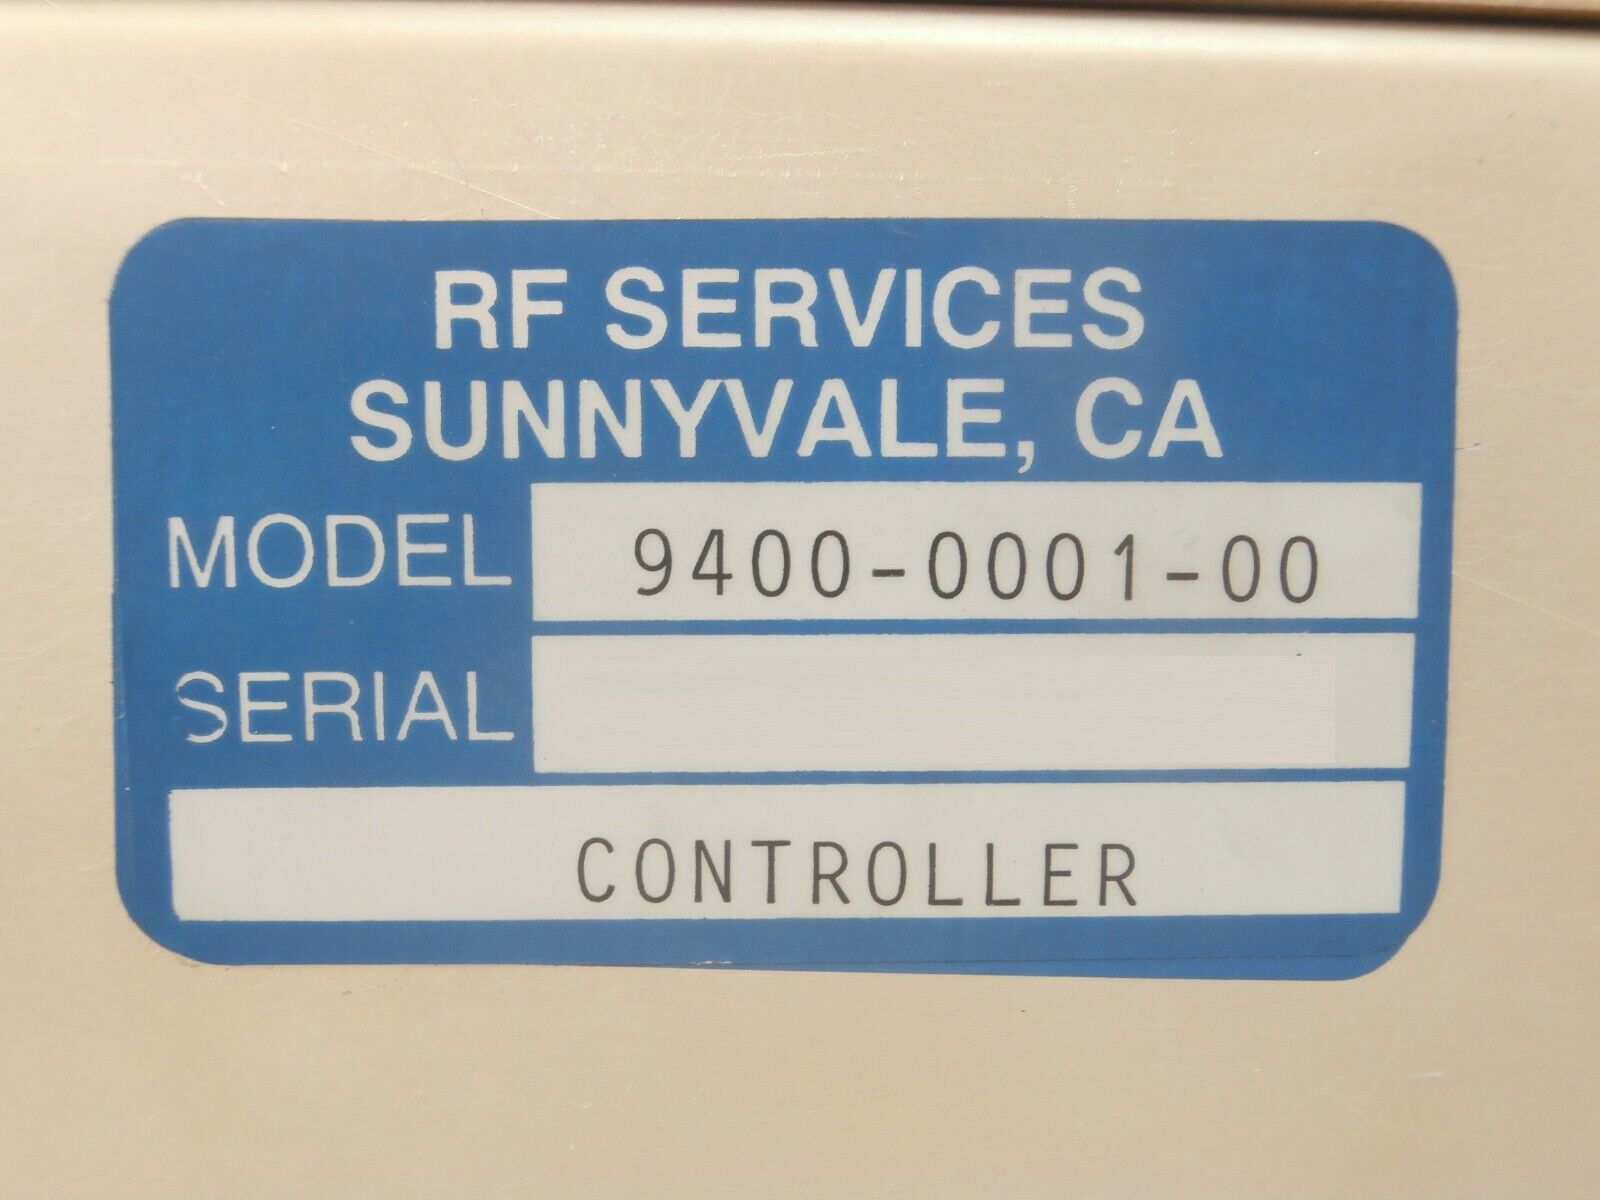 RF SERVICES
SUNNYVALE, CA
MODEL 9400-0001-00
SERIAL
CONTROLLER